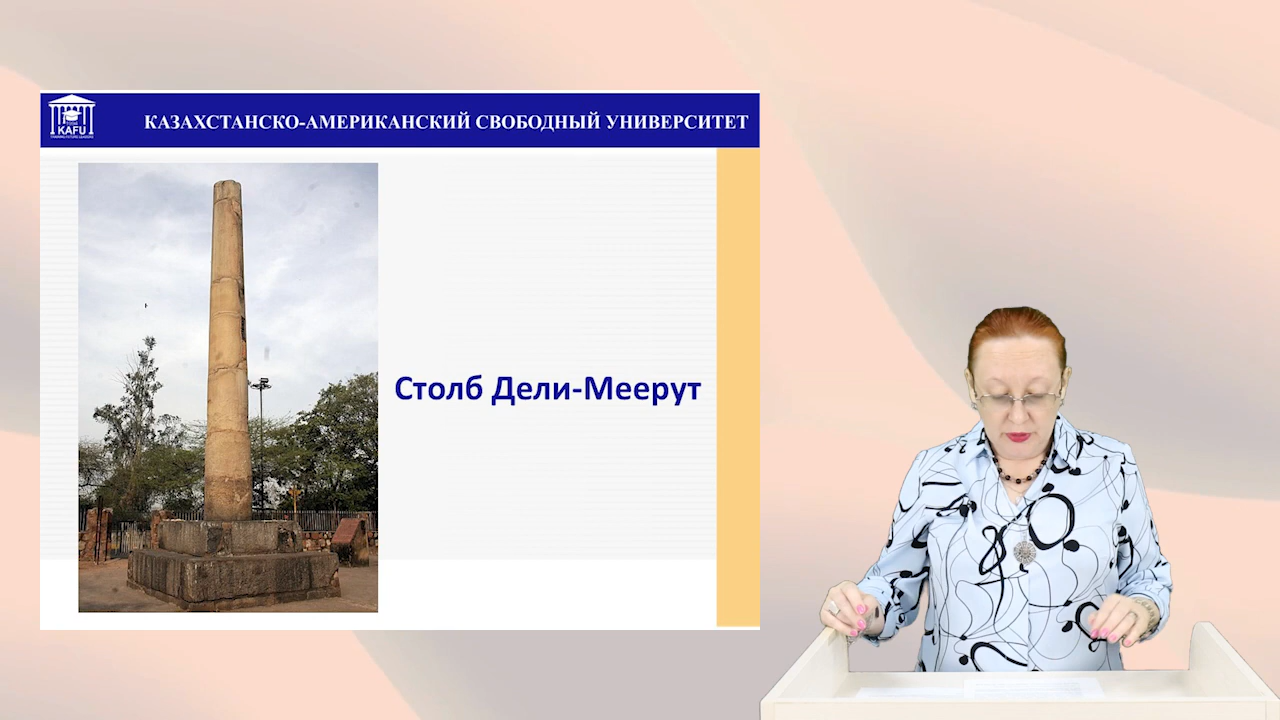 KAFU
КАЗАХСТАНСКО-АМЕРИКАНСКИЙ СВОБОДНЫЙ УНИВЕРСИТЕТ
Столб Дели-Меерут